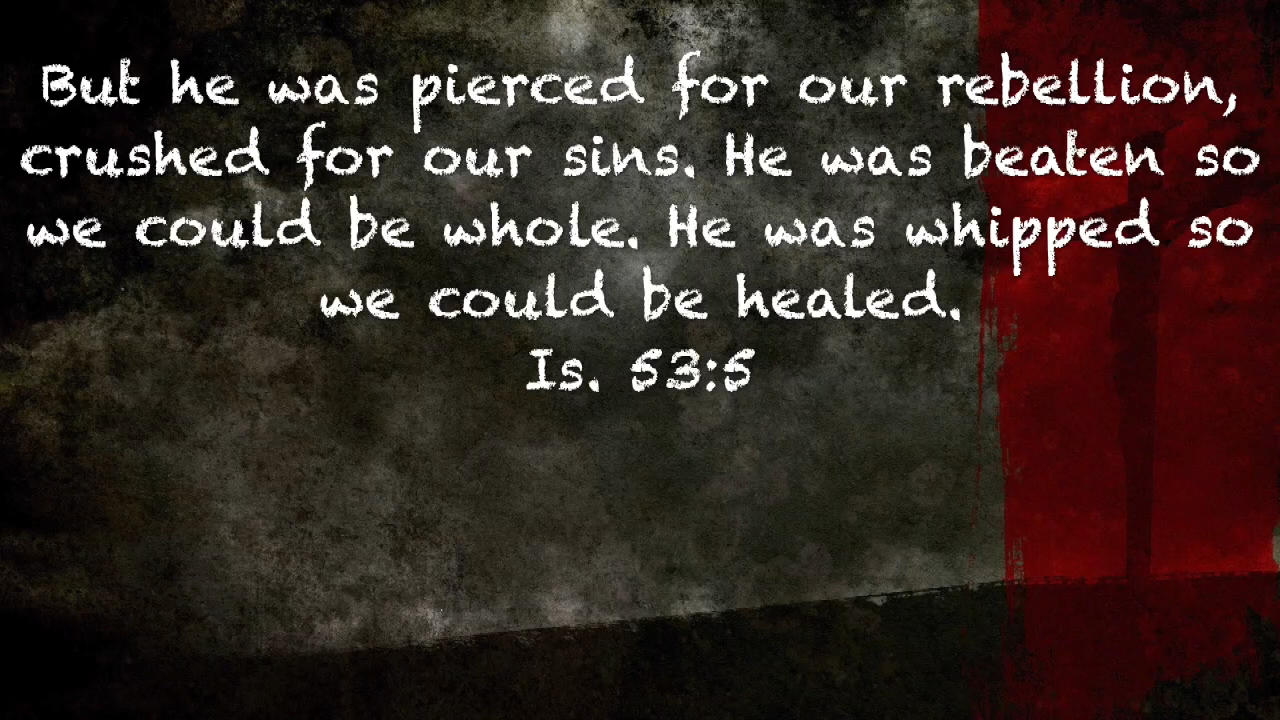 But he was pierced for our rebellion,
crushed for our sins. He was beaten so
we could be whole. He was whipped so
we could be healed.
Is. 53:5